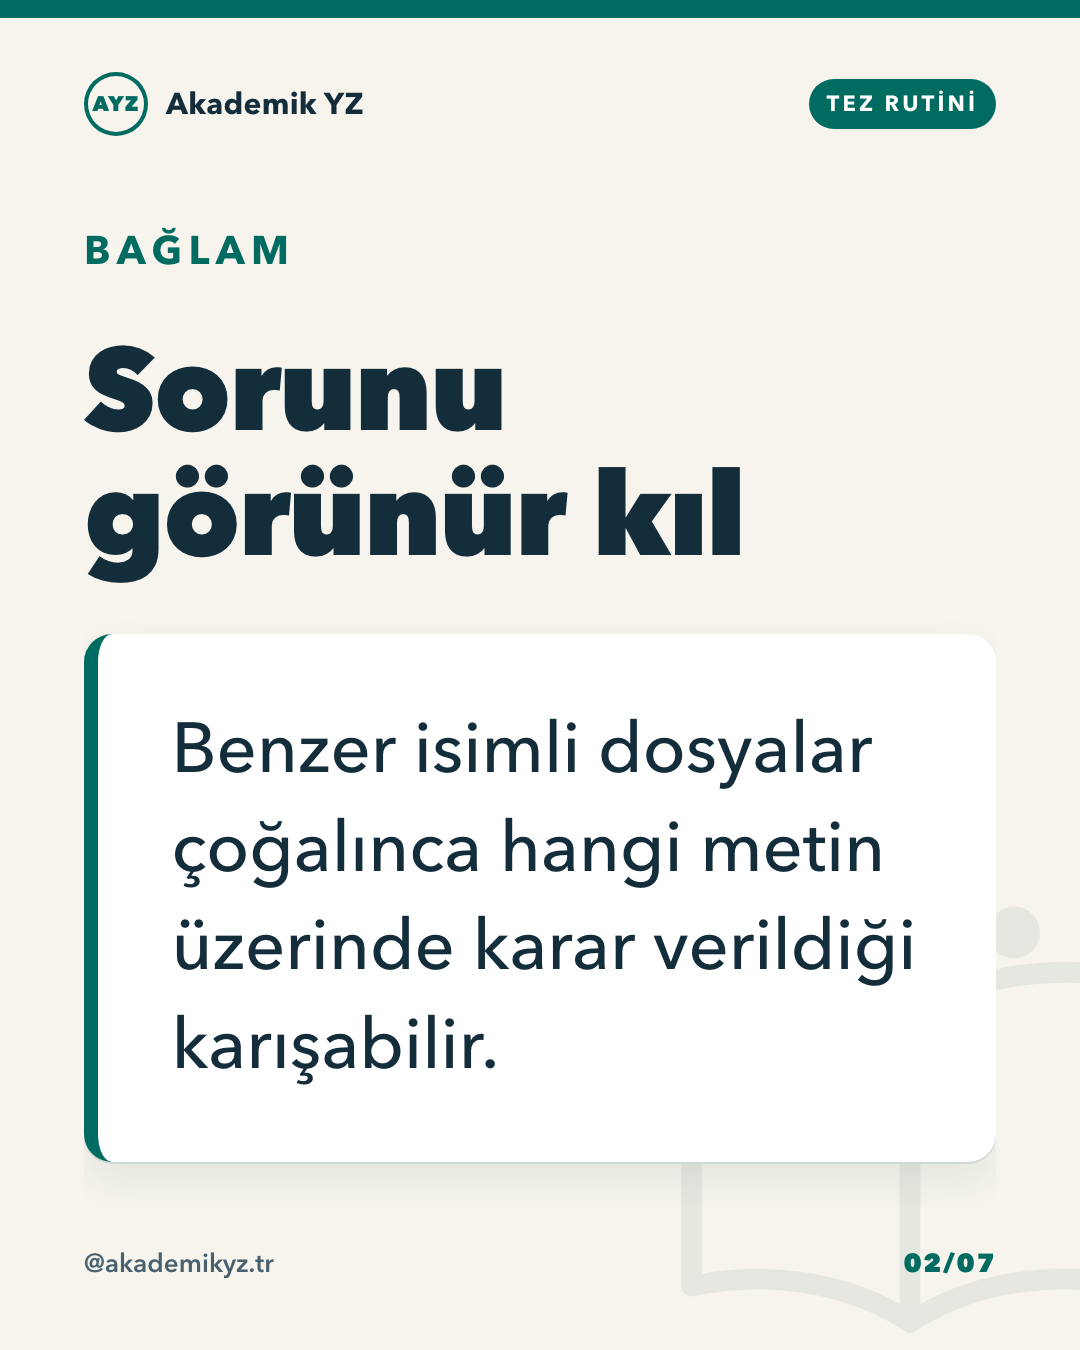 AYZ Akademik YZ
TEZ RUTİNİ
BAĞLAM
Sorunu
görünür kıl
Benzer isimli dosyalar
çoğalınca hangi metin
üzerinde karar verildiği
karışabilir.
@akademikyz.tr
02/07